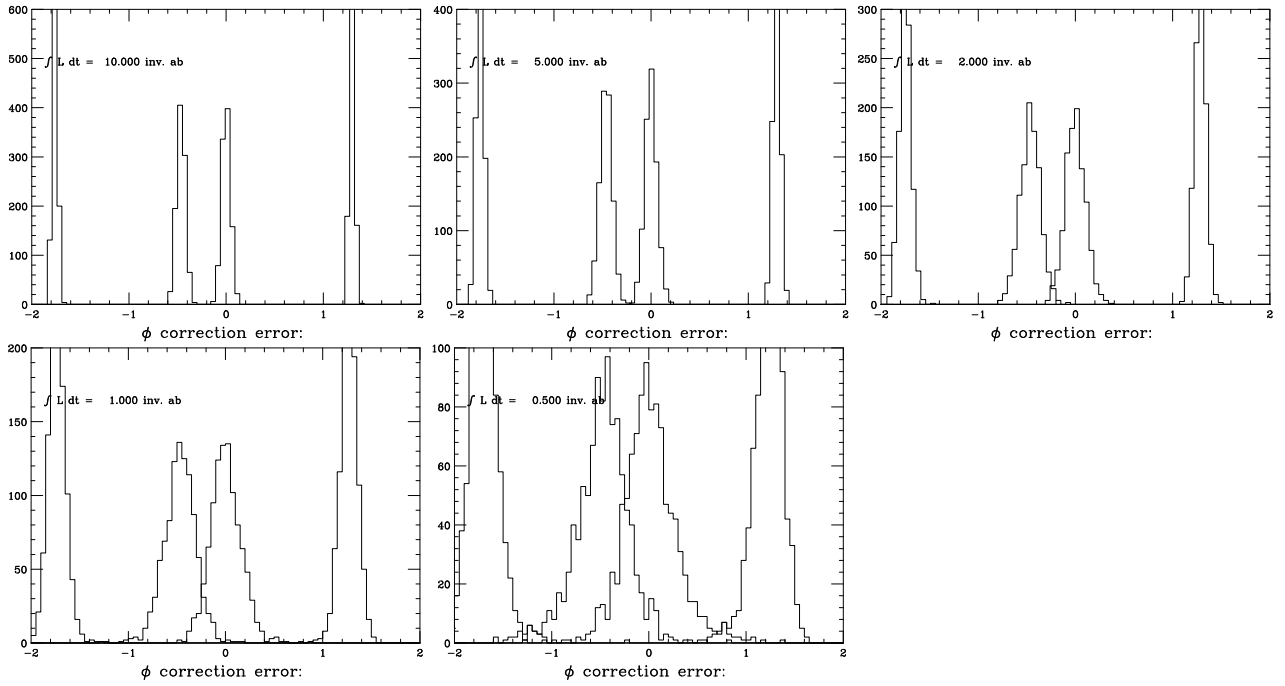 600
500
400
300
200
100
0
∫ L dt = 10.000 inv. ab
-2 -1 0 1 2
ϕ correction error:
400
300
200
100
0
∫ L dt = 5.000 inv. ab
-2 -1 0 1 2
ϕ correction error:
300
250
200
150
100
50
0
∫ L dt = 2.000 inv. ab
-2 -1 0 1 2
ϕ correction error:
200
150
100
50
0
∫ L dt = 1.000 inv. ab
-2 -1 0 1 2
ϕ correction error:
100
80
60
40
20
0
∫ L dt = 0.500 inv. ab
-2 -1 0 1 2
ϕ correction error: